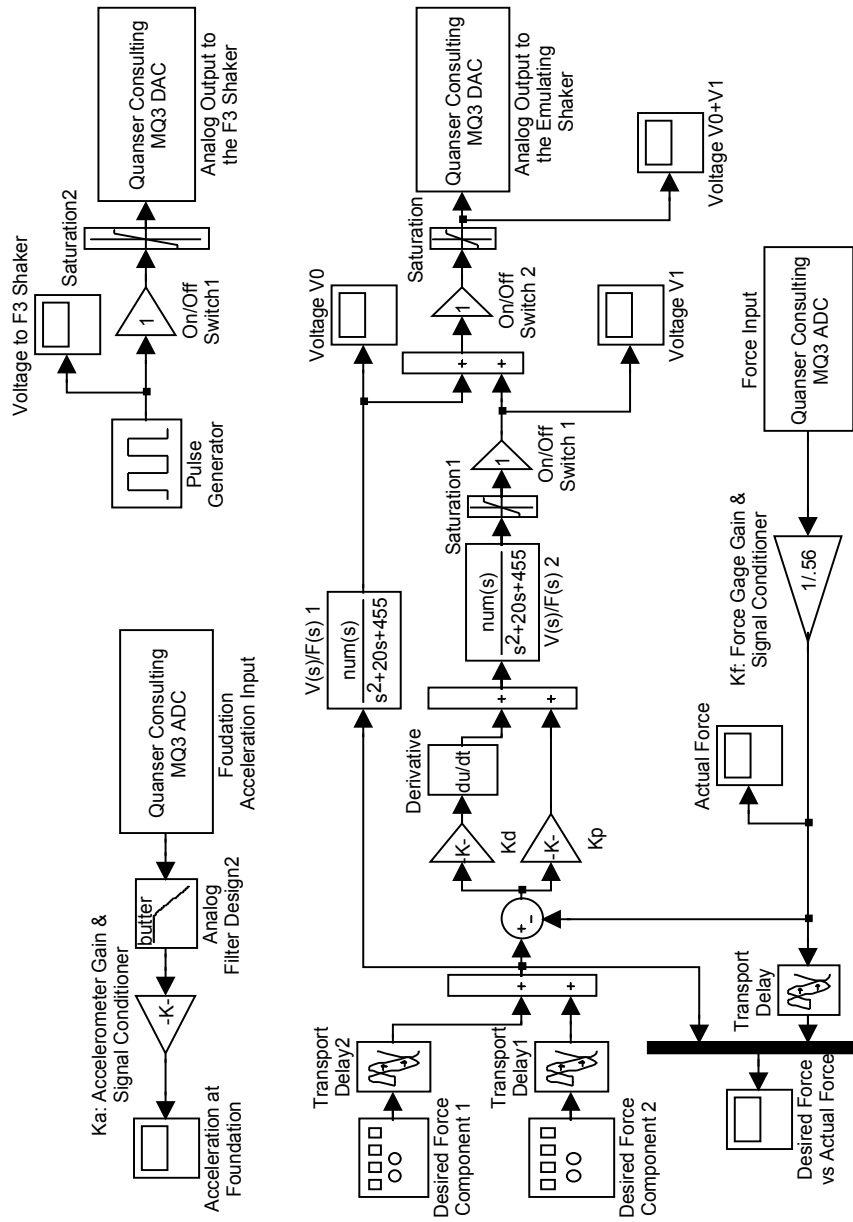 Ka: Accelerometer Gain &
Signal Conditioner
Acceleration at
Foundation
-K-
butter
Analog
Filter Design2
Quanser Consulting
MQ3 ADC
Foudation
Acceleration Input
Voltage to F3 Shaker
Pulse
Generator
1
On/Off
Switch1
Saturation2
Quanser Consulting
MQ3 DAC
Analog Output to
the F3 Shaker
Desired Force
Component 1
Transport
Delay2
Desired Force
Component 2
Transport
Delay1
+
+
+
-
-K-
Kd
-K-
Kp
Derivative
du/dt
+
+
V(s)/F(s) 1
num(s)
s2+20s+455
num(s)
s2+20s+455
V(s)/F(s) 2
Saturation1
1
On/Off
Switch 1
Voltage V0
+
+
1
On/Off
Switch 2
Saturation
Quanser Consulting
MQ3 DAC
Analog Output to
the Emulating
Shaker
Voltage V1
Voltage V0+V1
Desired Force
vs Actual Force
Transport
Delay
Actual Force
Kf: Force Gage Gain &
Signal Conditioner
1/.56
Force Input
Quanser Consulting
MQ3 ADC